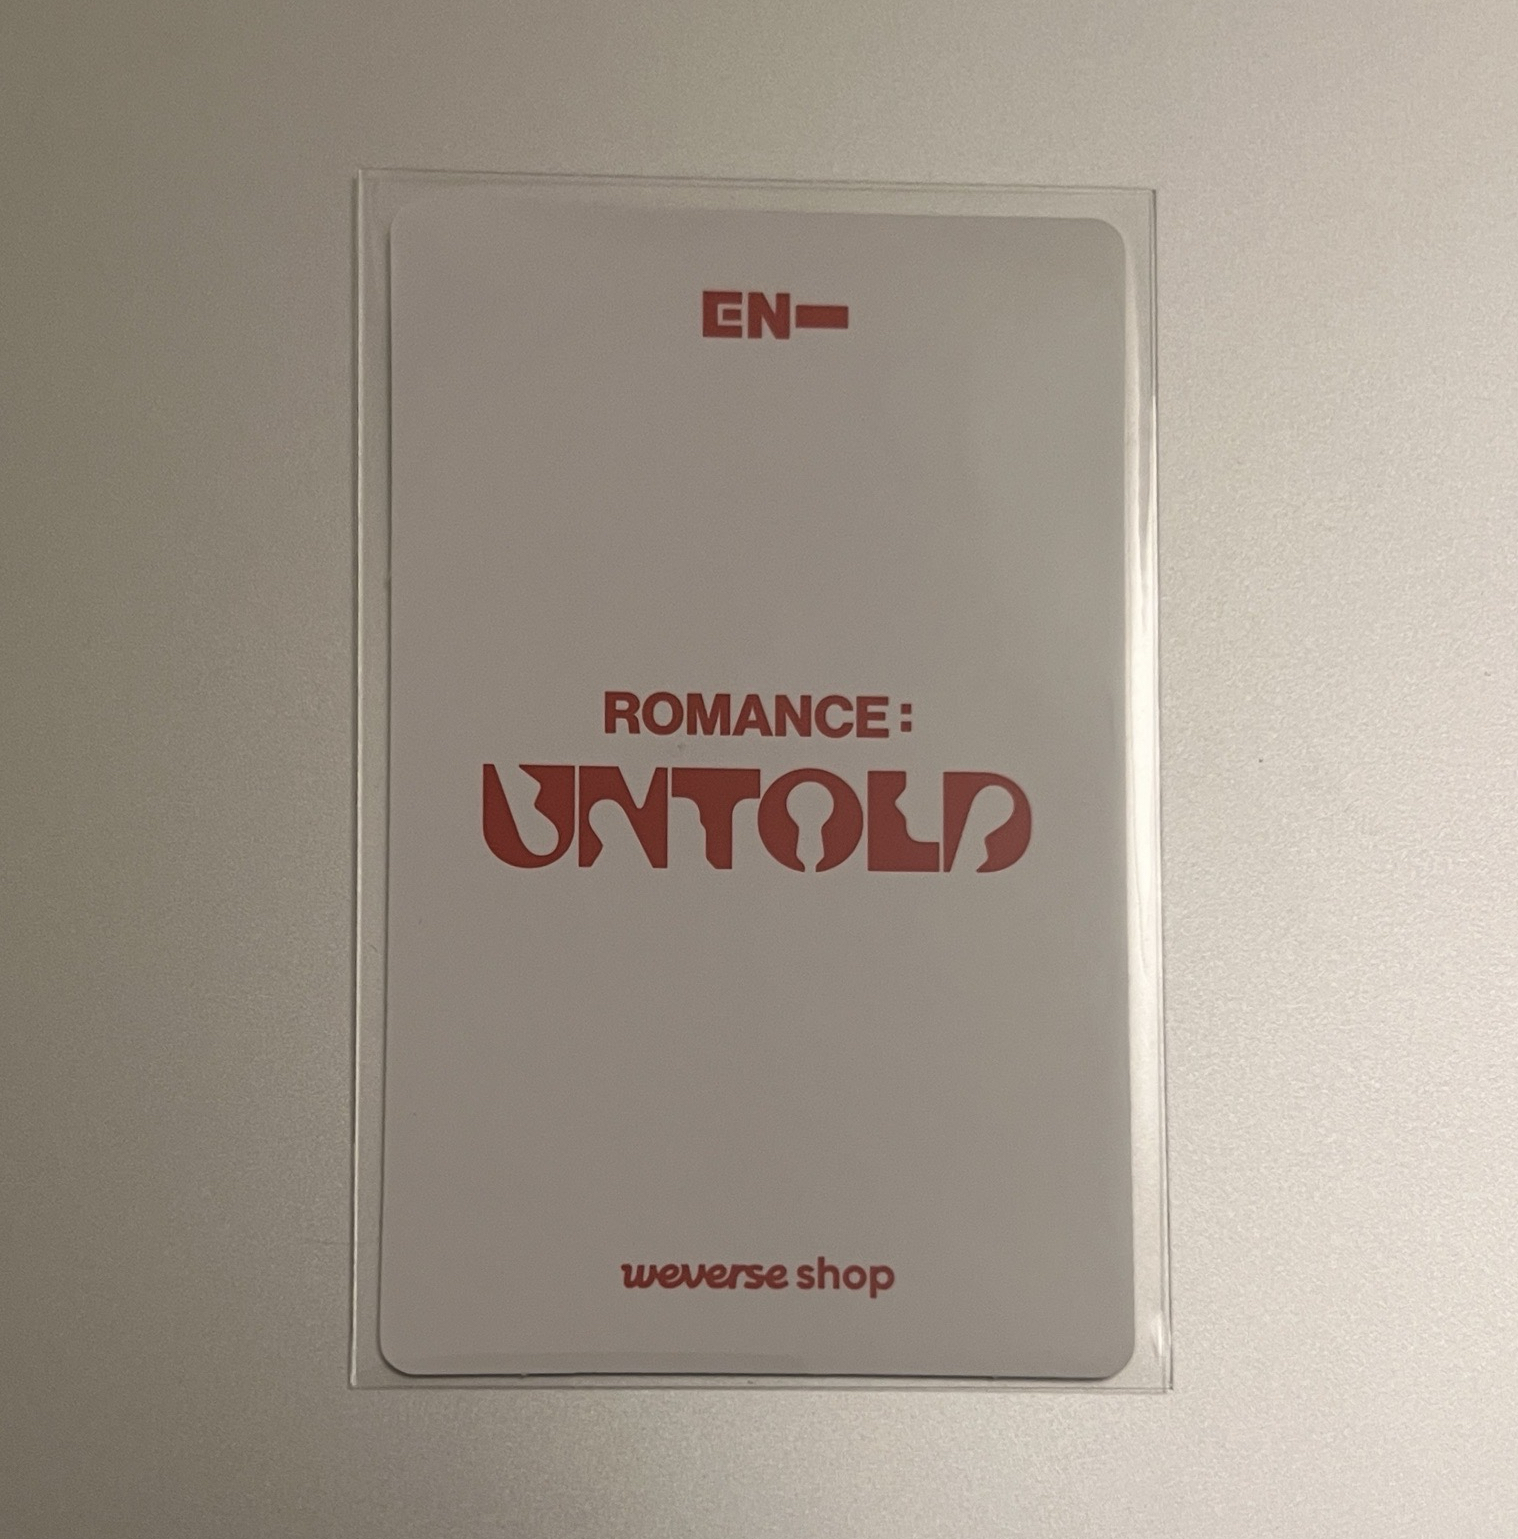 EN-
ROMANCE:
UNTOLD
weverse shop